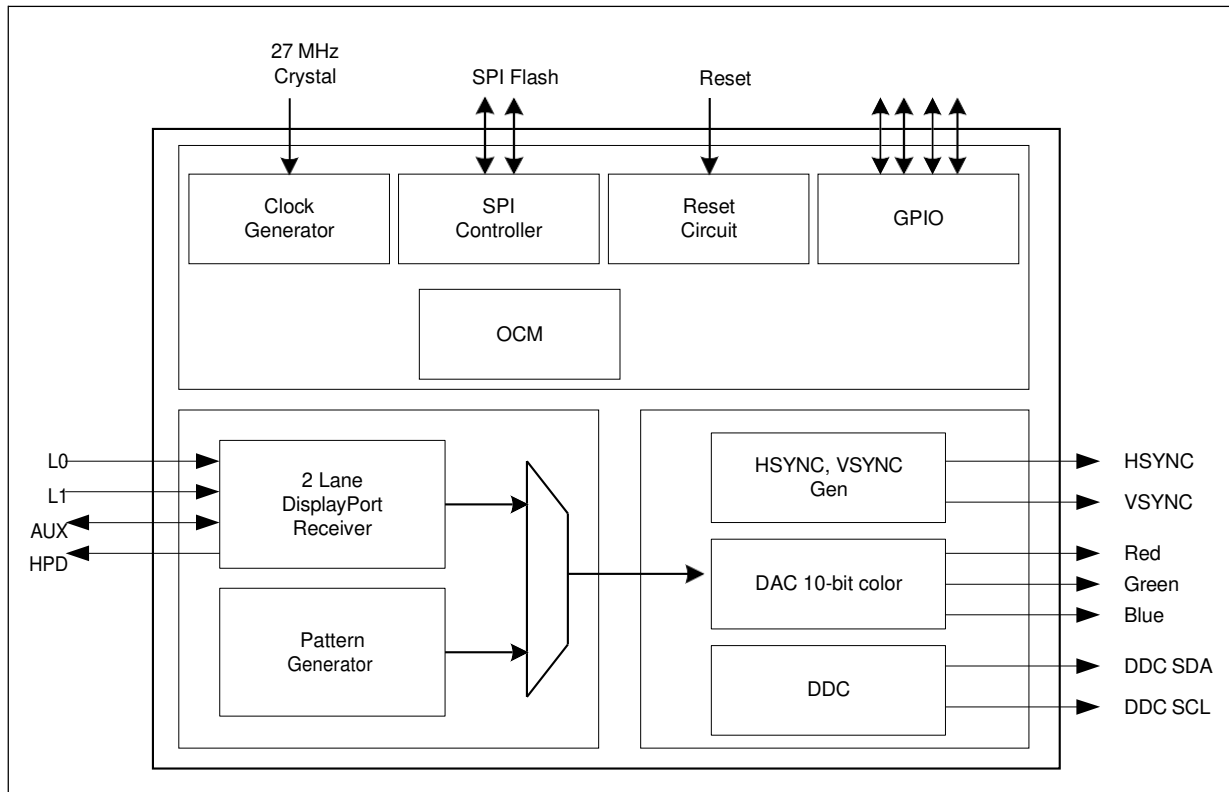 27 MHz
Crystal
SPI Flash
Reset
Clock
Generator
SPI
Controller
Reset
Circuit
GPIO
OCM
L0
L1
AUX
HPD
2 Lane
DisplayPort
Receiver
Pattern
Generator
HSYNC, VSYNC
Gen
DAC 10-bit color
DDC
HSYNC
VSYNC
Red
Green
Blue
DDC SDA
DDC SCL